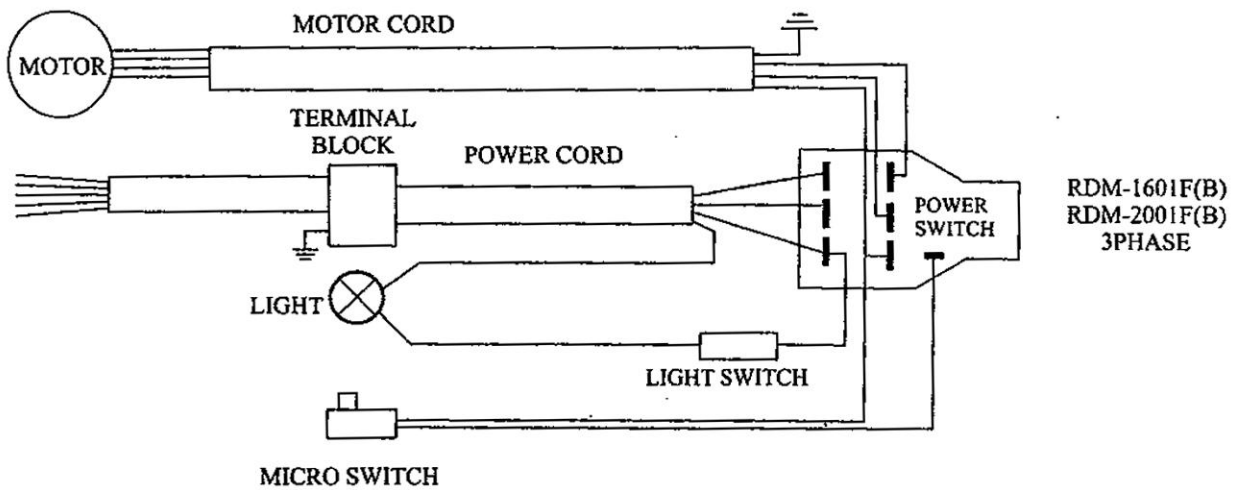 MOTOR CORD
MOTOR
TERMINAL
BLOCK
POWER CORD
POWER
SWITCH
RDM-1601F(B)
RDM-2001F(B)
3PHASE
LIGHT
LIGHT SWITCH
MICRO SWITCH